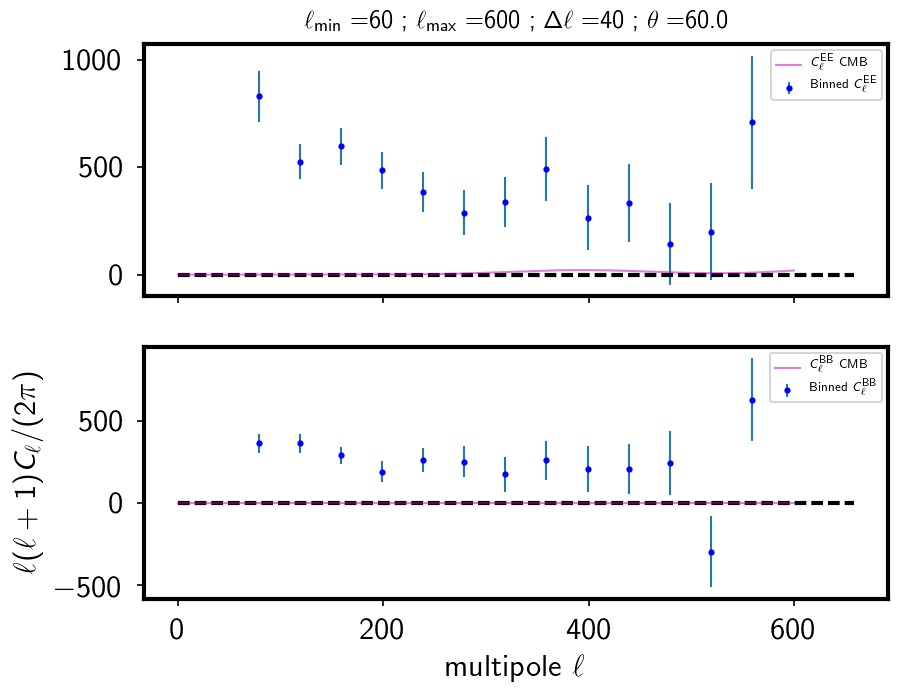 ℓmin =60 ; ℓmax =600 ; Δℓ =40 ; θ =60.0
1000
500
0
C_ℓ^EE CMB
Binned C_ℓ^EE
ℓ(ℓ + 1)C_ℓ/(2π)
500
0
−500
C_ℓ^BB CMB
Binned C_ℓ^BB
0 200 400 600
multipole ℓ